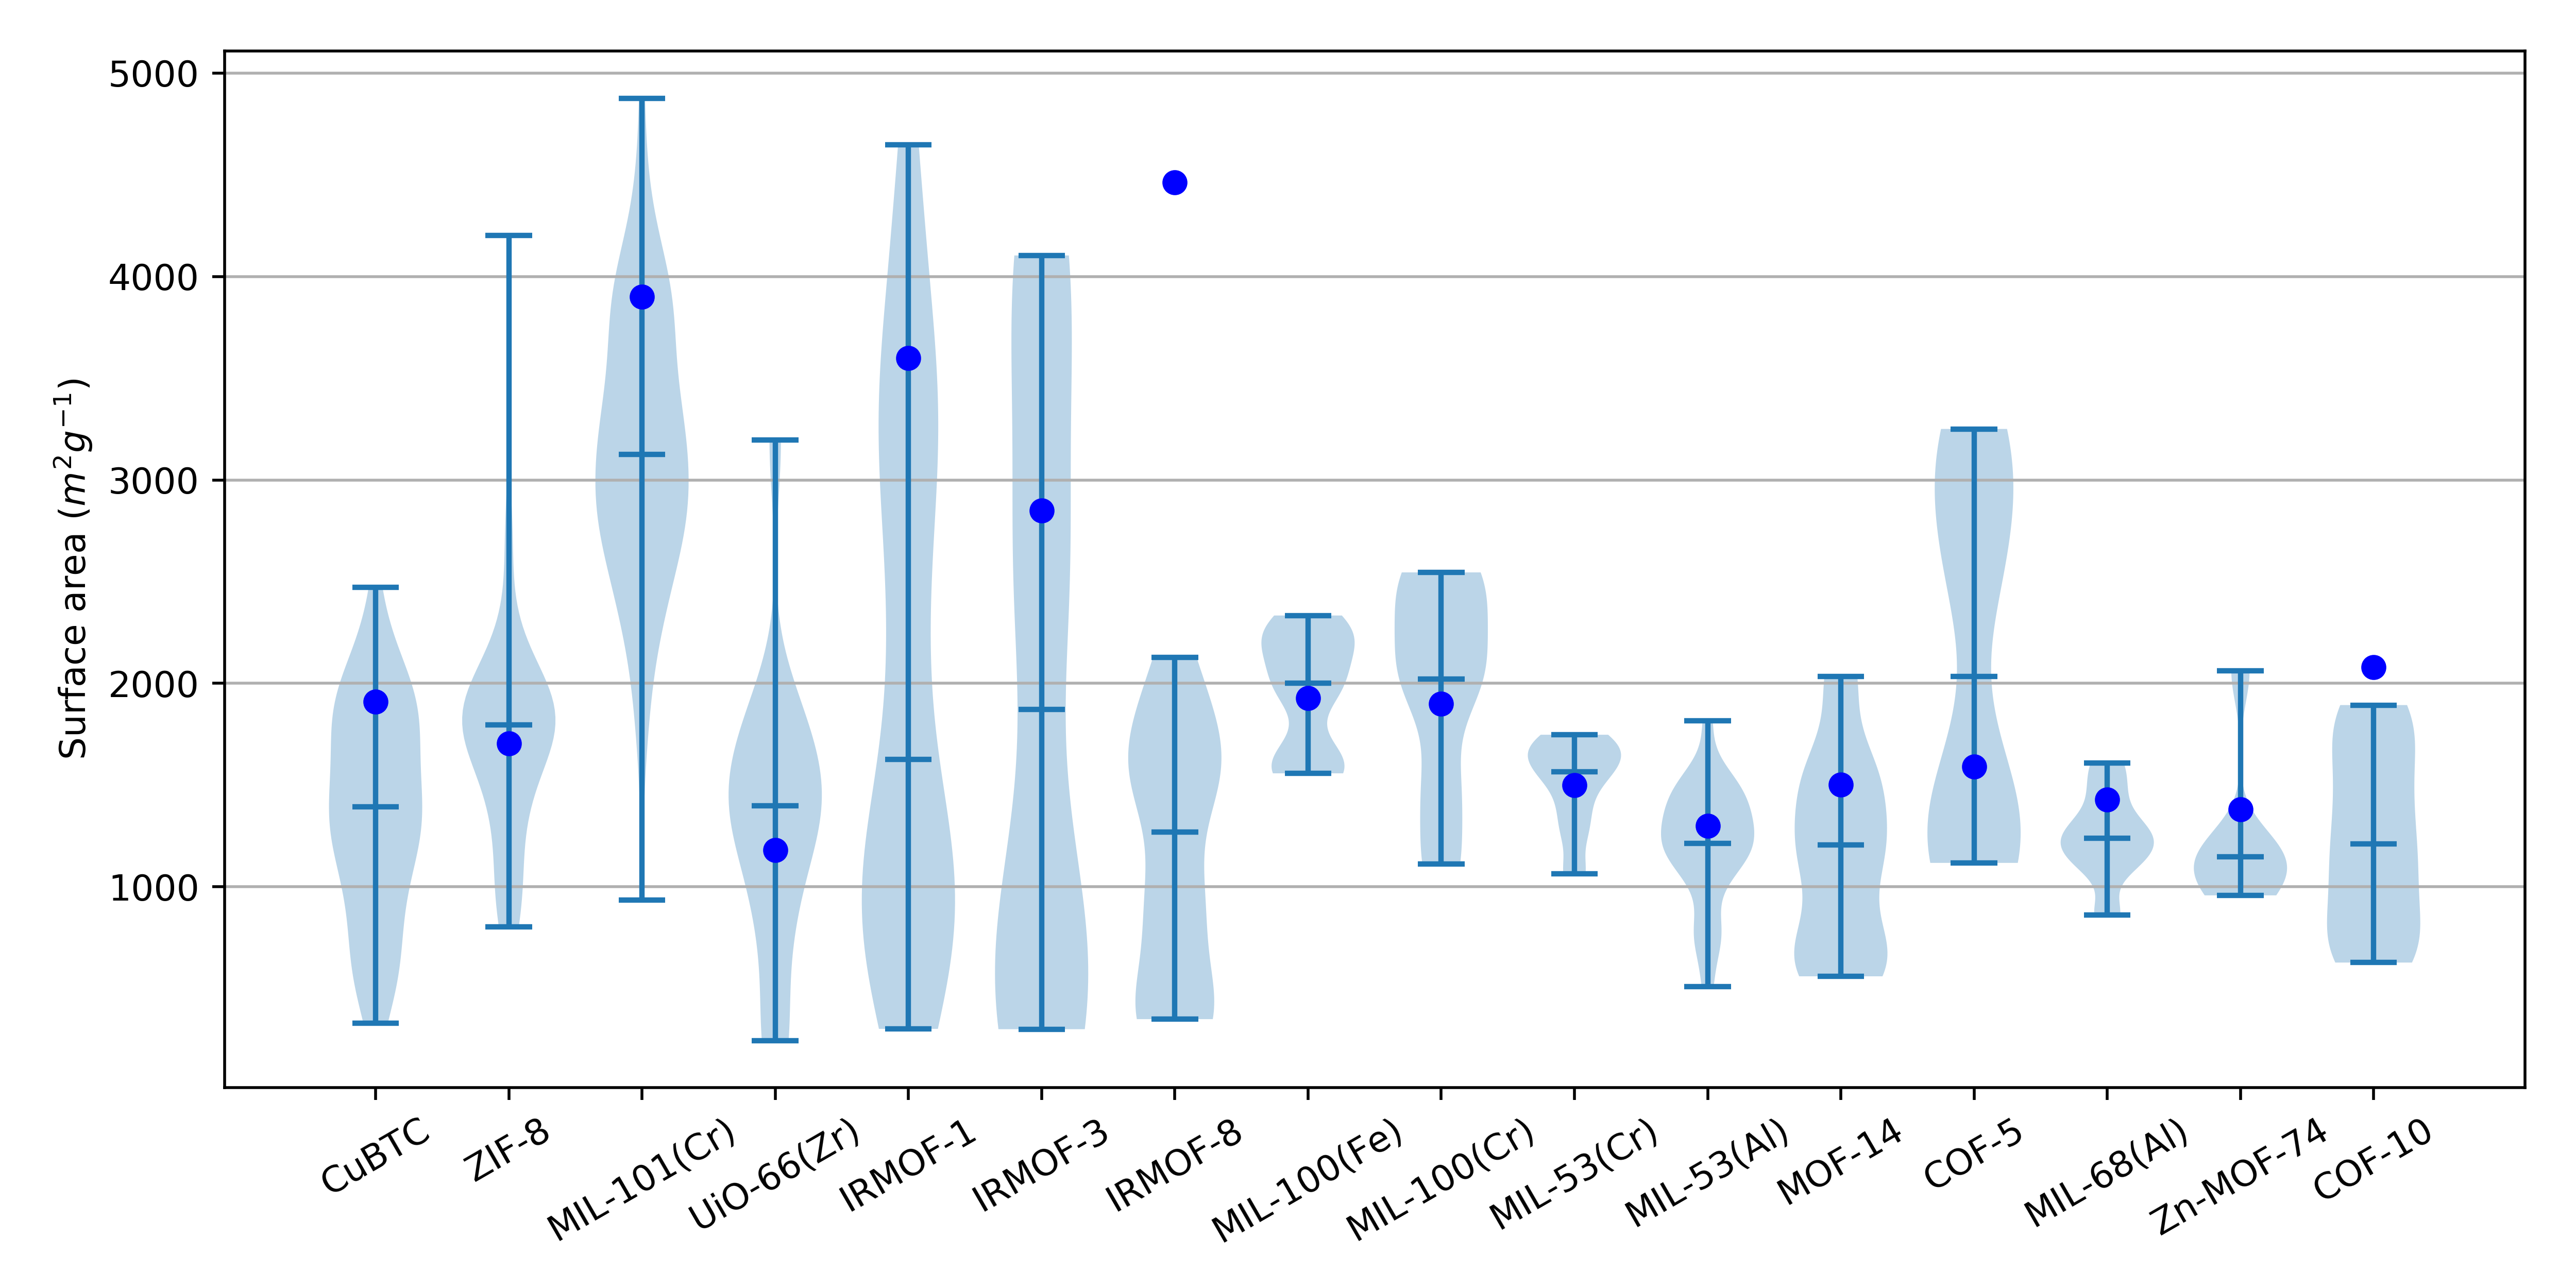 5000
4000
3000
2000
1000
Surface area (m²g⁻¹)
CuBTC
ZIF-8
MIL-101(Cr)
UiO-66(Zr)
IRMOF-1
IRMOF-3
IRMOF-8
MIL-100(Fe)
MIL-100(Cr)
MIL-53(Cr)
MIL-53(Al)
MOF-14
COF-5
MIL-68(Al)
Zn-MOF-74
COF-10